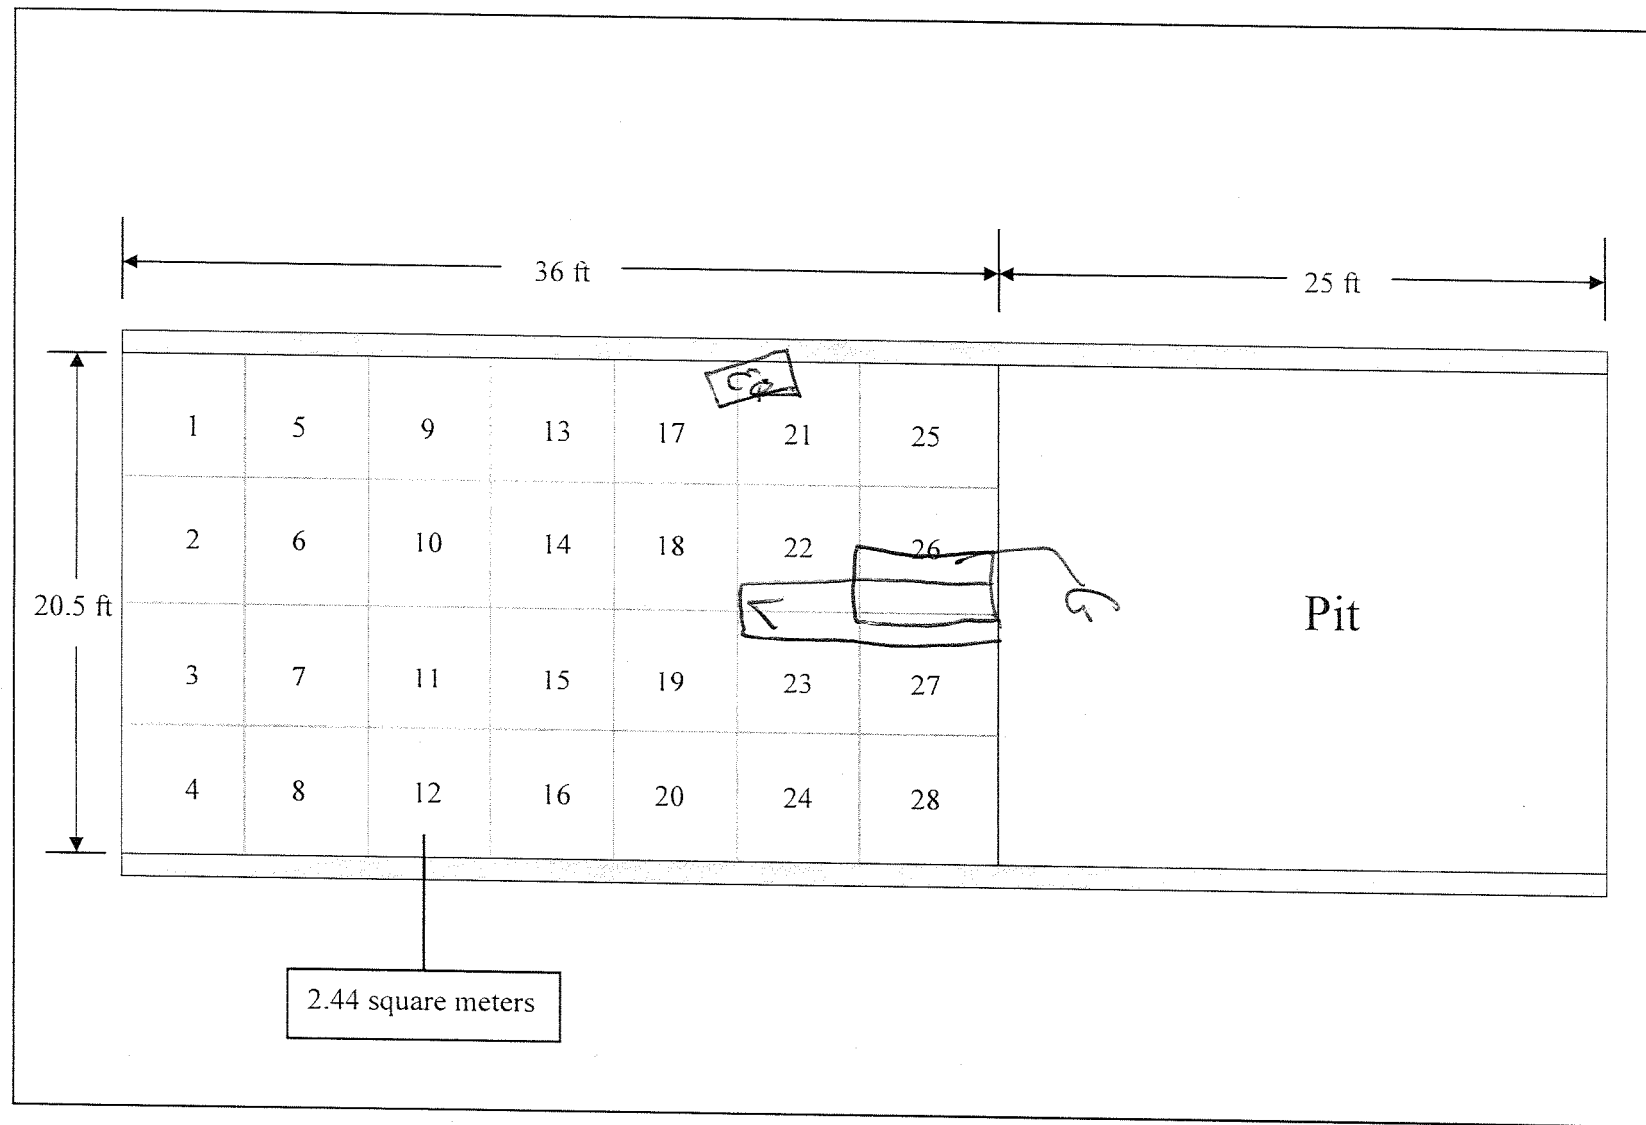 36 ft
25 ft
1 5 9 13 17 21 25
2 6 10 14 18 22 26
20.5 ft
Pit
3 7 11 15 19 23 27
4 8 12 16 20 24 28
2.44 square meters